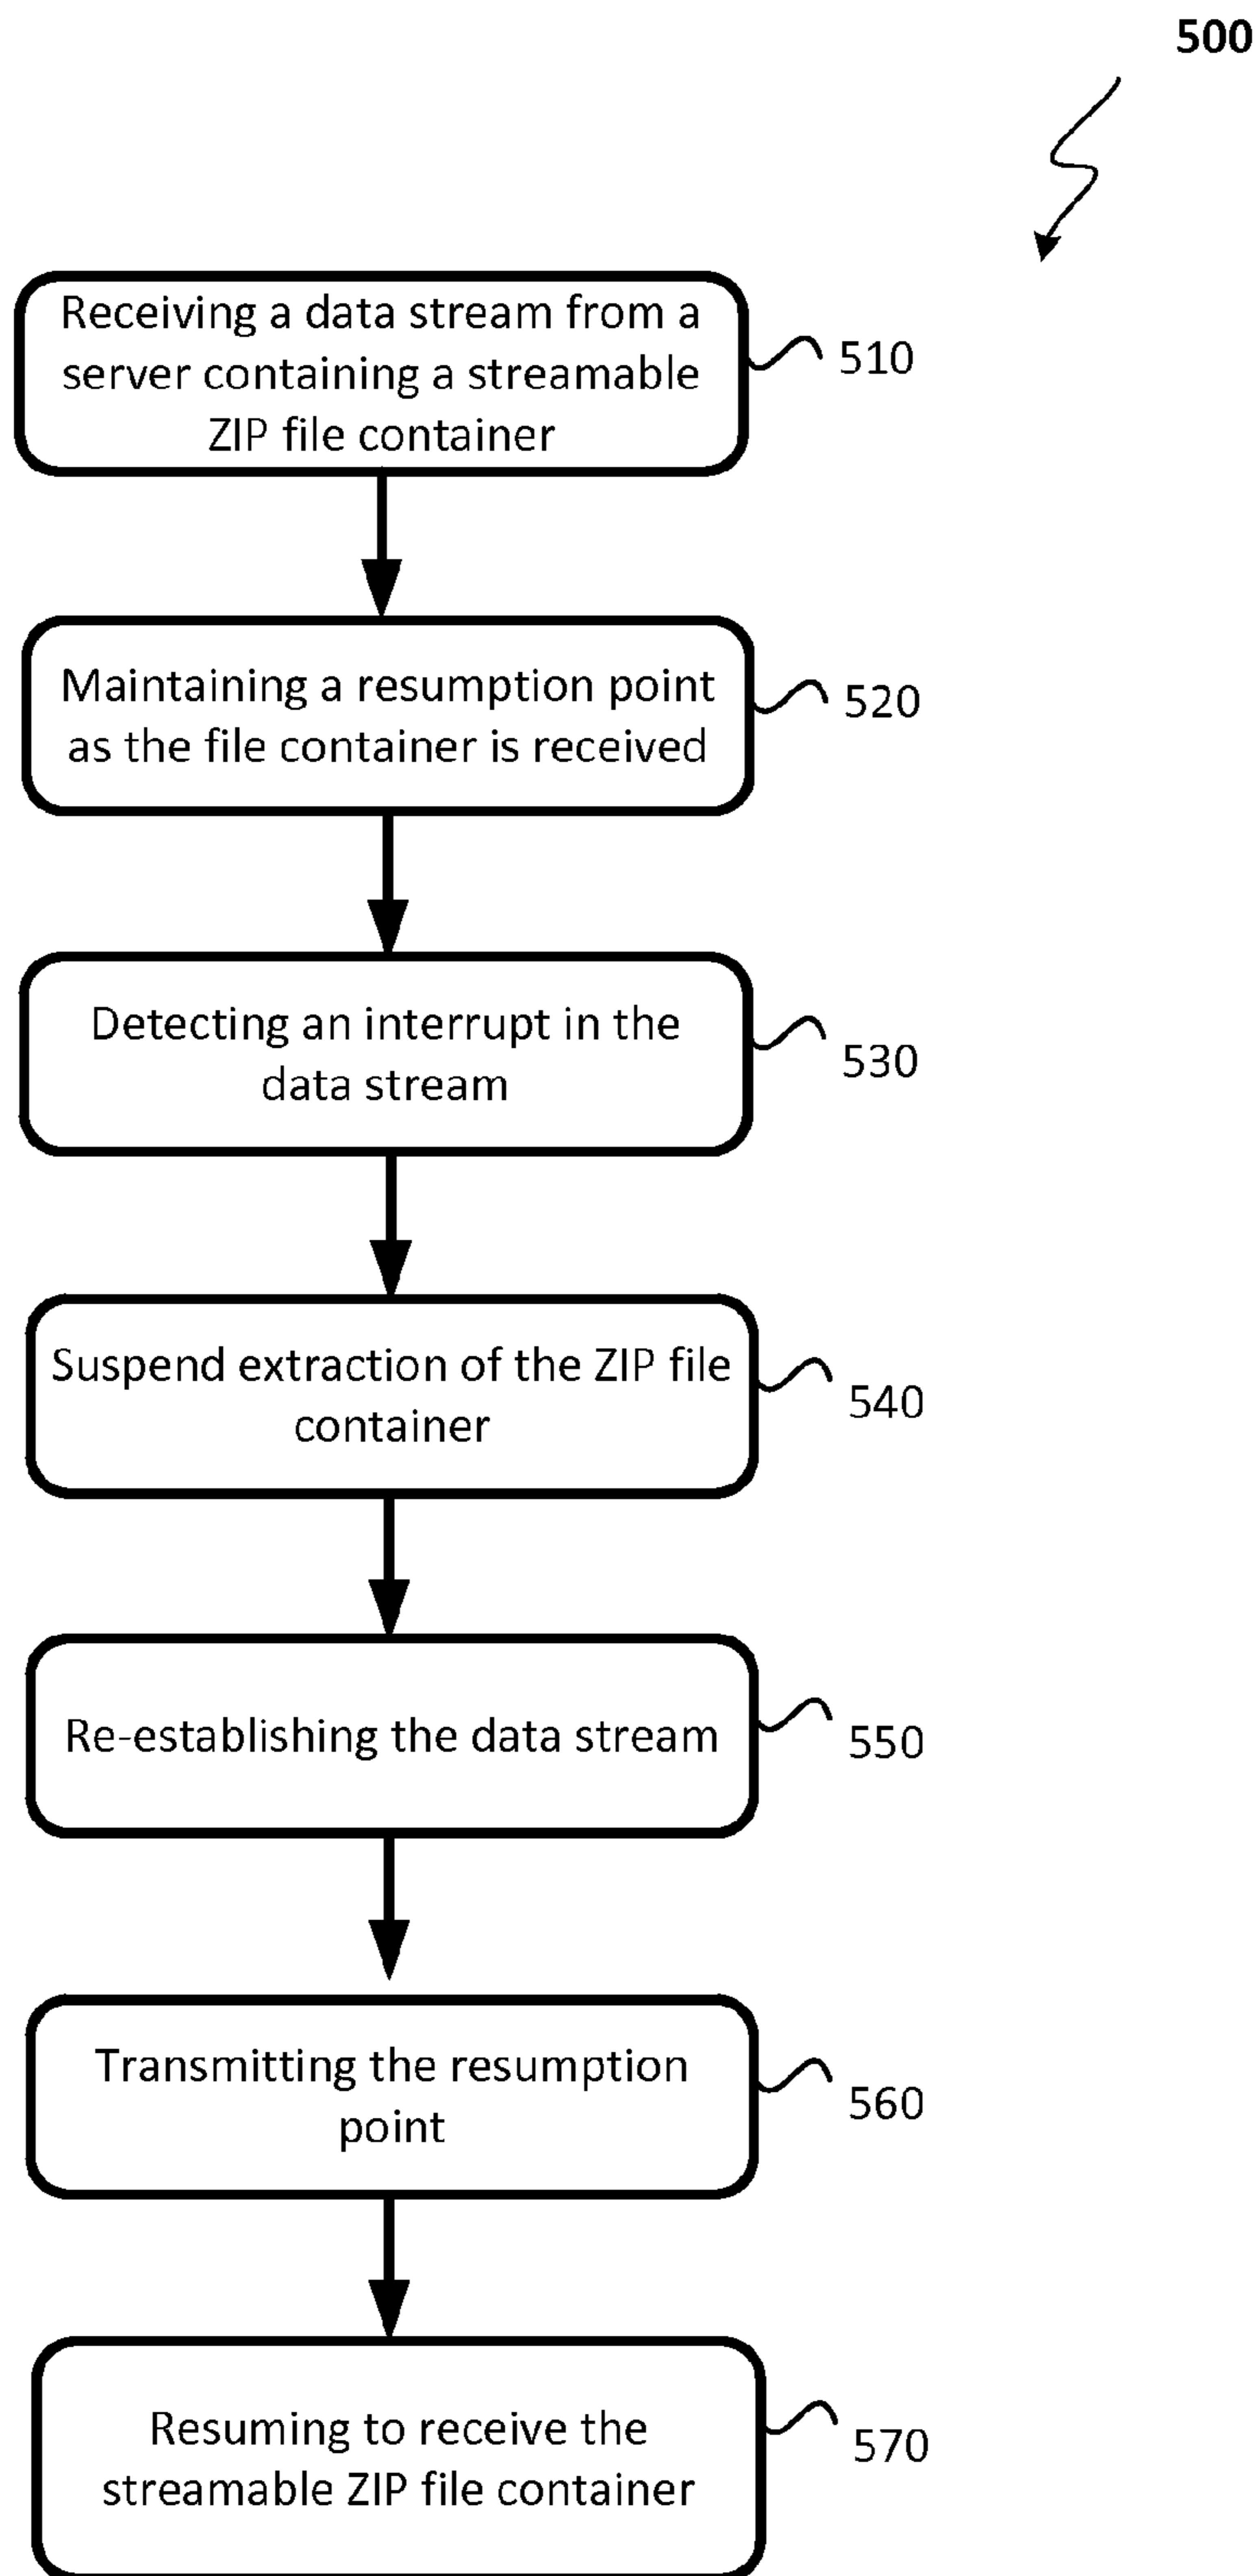 500
Receiving a data stream from a
server containing a streamable
ZIP file container
510
Maintaining a resumption point
as the file container is received
520
Detecting an interrupt in the
data stream
530
Suspend extraction of the ZIP file
container
540
Re-establishing the data stream
550
Transmitting the resumption
point
560
Resuming to receive the
streamable ZIP file container
570